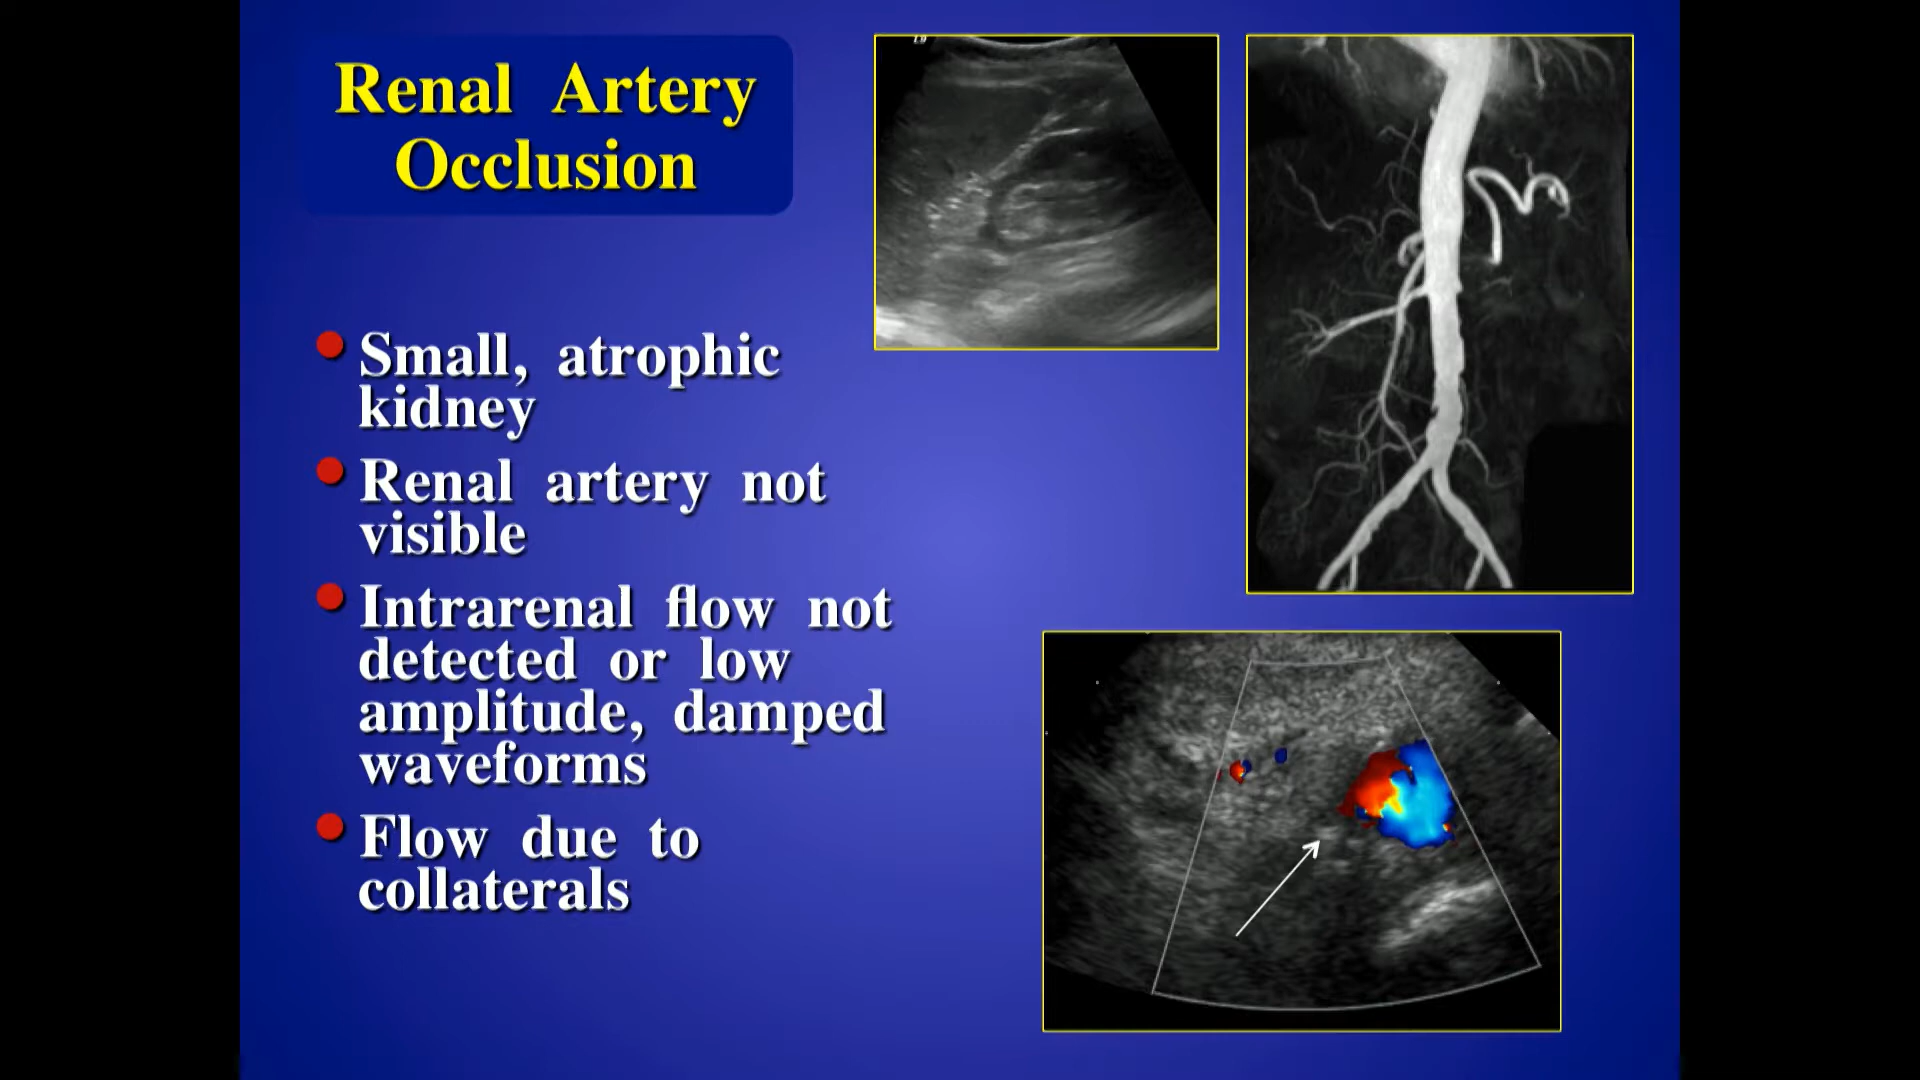 Renal Artery
Occlusion
Small, atrophic
kidney
Renal artery not
visible
Intrarenal flow not
detected or low
amplitude, damped
waveforms
Flow due to
collaterals